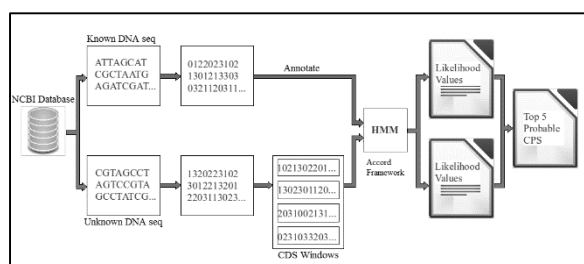 Known DNA seq
ATTAGCAT
CGCTAATG
AGATCGAT...
0122023102
1301213303
0321120311...
Annotate
NCBI Database
CGTAGCCT
AGTCCGTA
GCCTATCG...
Unknown DNA seq
1320223102
3012213201
2203113023...
1021302201...
1302301120...
2031002131...
0231033203...
CDS Windows
HMM
Accord
Framework
Likelihood
Values
Likelihood
Values
Top 5
Probable
CPS